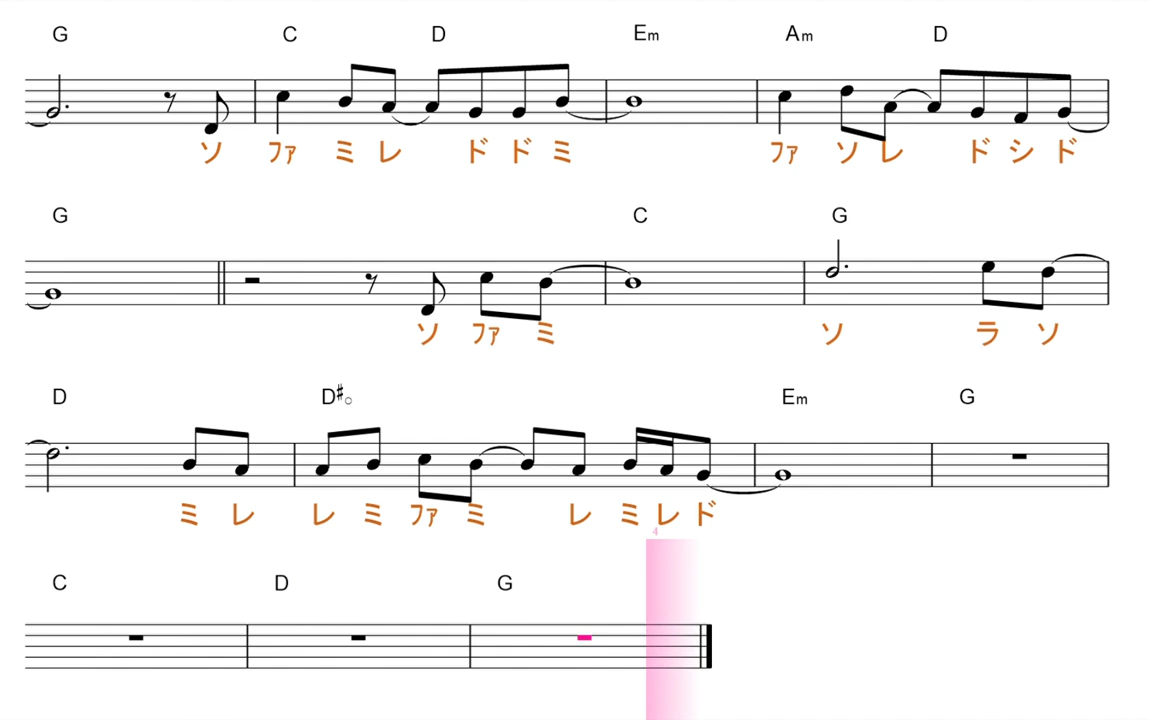 G C D Em Am D
ソ ﾌｧ ミ レ ド ド ミ ﾌｧ ソ レ ド シ ド
G C G
ソ ﾌｧ ミ ソ ラ ソ
D D♯○ Em G
ミ レ レ ミ ﾌｧ ミ レ ミ レ ド
4
C D G